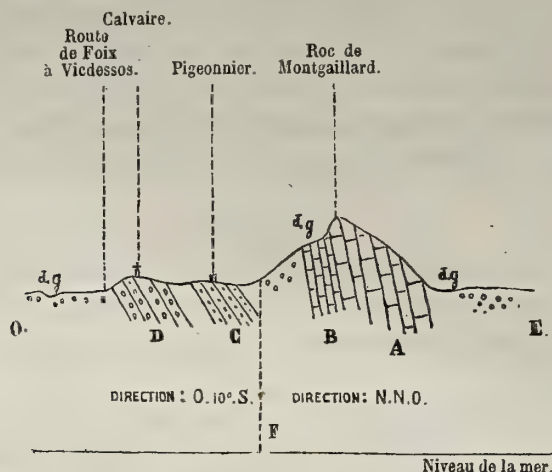 Calvaire.
Route
de Foix
à Vicdessos.
Pigeonnier.
Roc de
Montgaillard.
d.g
d.g
d.g
O.
D
C
B
A
E.
DIRECTION: O.10°.S.
DIRECTION: N.N.O.
F
Niveau de la mer.